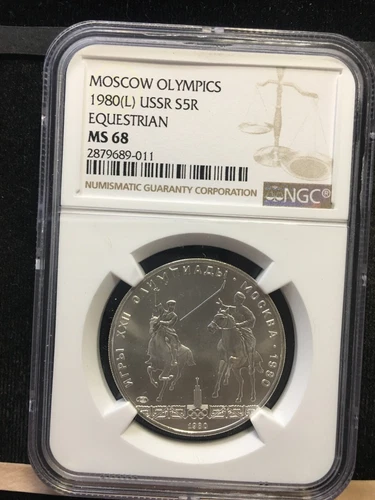 MOSCOW OLYMPICS
1980(L) USSR S5R
EQUESTRIAN
MS 68
2879689-011
NUMISMATIC GUARANTY CORPORATION
NGC®
ИГРЫ XXII ОЛИМПИАДЫ · МОСКВА · 1980
1980